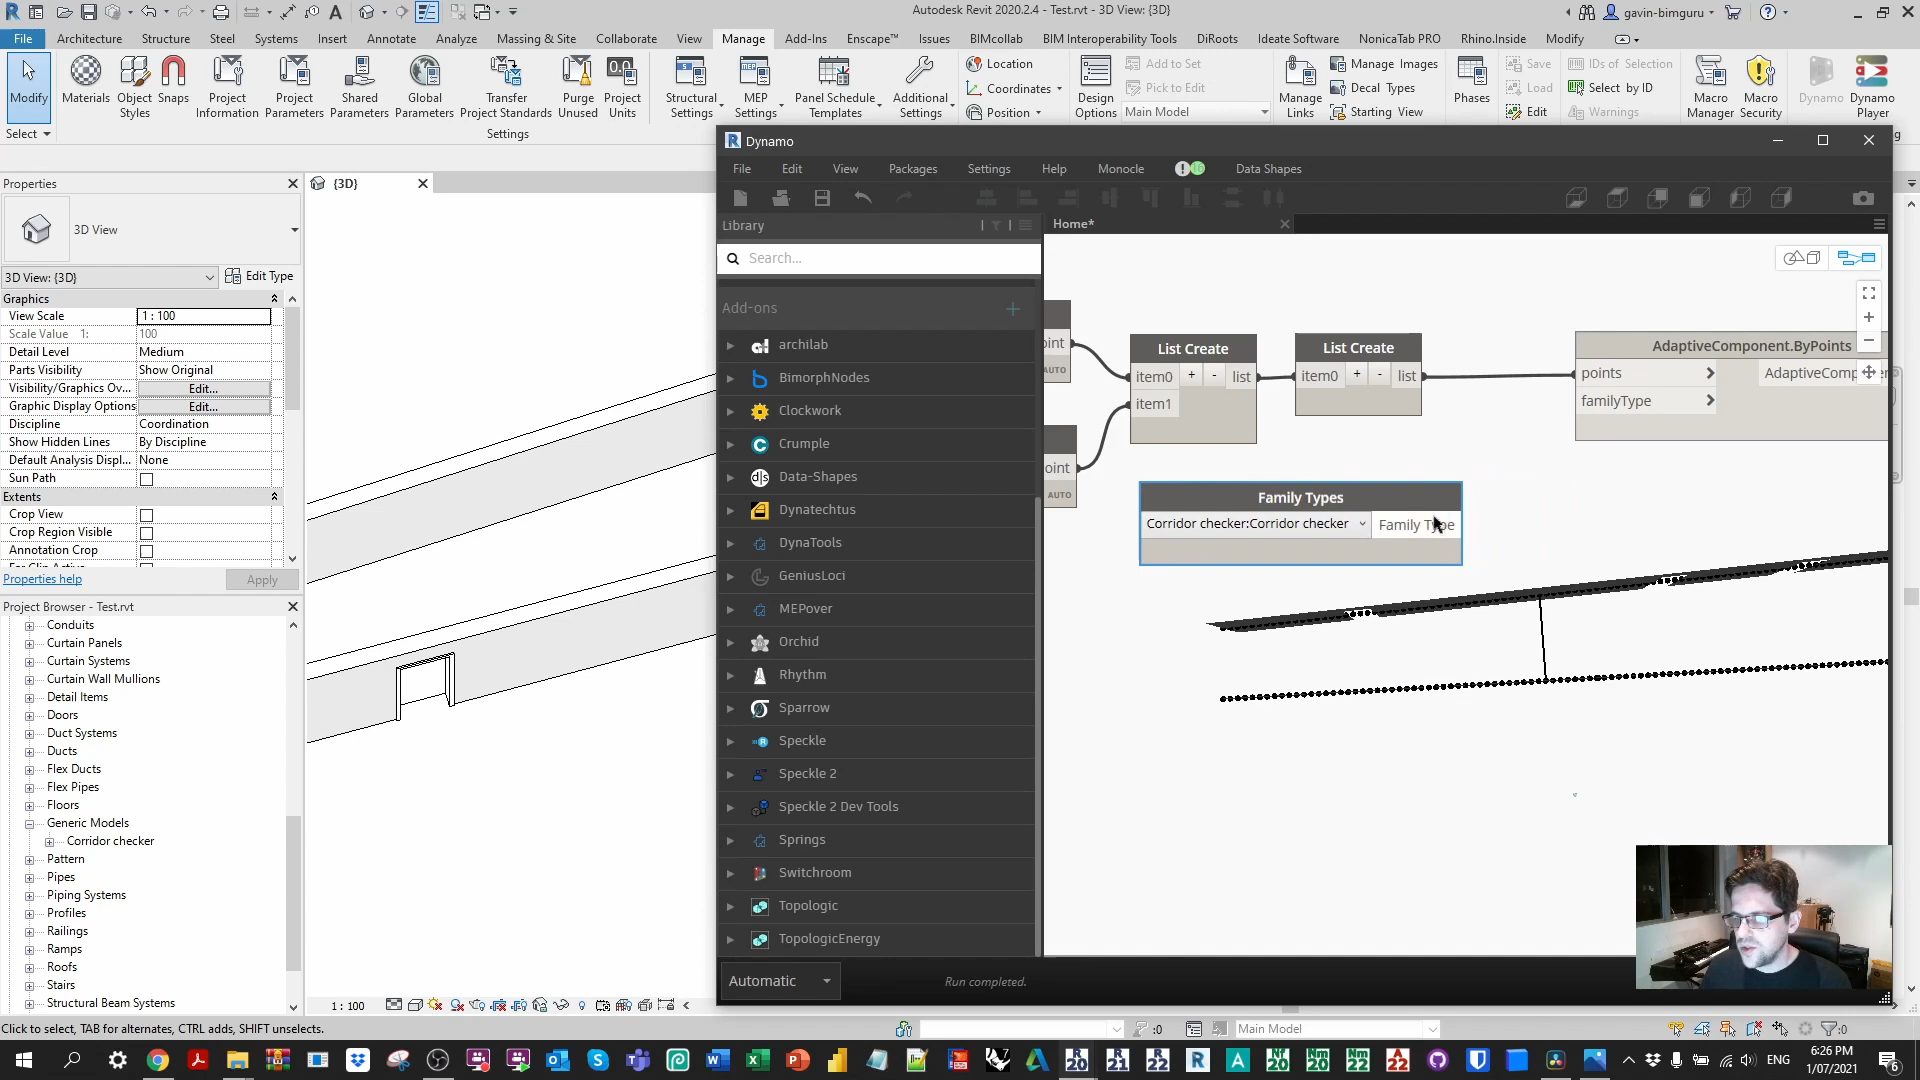 Autodesk Revit 2020.2.4 - Test.rvt - 3D View: {3D}
gavin-bimguru
File
Architecture
Structure
Steel
Systems
Insert
Annotate
Analyze
Massing & Site
Collaborate
View
Manage
Add-Ins
Enscape™
Issues
BIMcollab
BIM Interoperability Tools
DiRoots
Ideate Software
NonicaTab PRO
Rhino.Inside
Modify
Modify
Materials
Object Styles
Snaps
Project Information
Project Parameters
Shared Parameters
Global Parameters
Transfer Project Standards
Purge Unused
Project Units
Structural Settings
MEP Settings
Panel Schedule Templates
Additional Settings
Location
Coordinates
Position
Design Options
Add to Set
Pick to Edit
Main Model
Manage Links
Manage Images
Decal Types
Starting View
Phases
Save
Load
Edit
IDs of Selection
Select by ID
Warnings
Macro Manager
Macro Security
Dynamo
Dynamo Player
Select
Settings
Properties
3D View
3D View: {3D}
Edit Type
Graphics
View Scale
1 : 100
Scale Value    1:
100
Detail Level
Medium
Parts Visibility
Show Original
Visibility/Graphics Ov...
Edit...
Graphic Display Options
Edit...
Discipline
Coordination
Show Hidden Lines
By Discipline
Default Analysis Displ...
None
Sun Path
Extents
Crop View
Crop Region Visible
Annotation Crop
Properties help
Apply
Project Browser - Test.rvt
Conduits
Curtain Panels
Curtain Systems
Curtain Wall Mullions
Detail Items
Doors
Duct Systems
Ducts
Flex Ducts
Flex Pipes
Floors
Generic Models
Corridor checker
Pattern
Pipes
Piping Systems
Profiles
Railings
Ramps
Roofs
Stairs
Structural Beam Systems
{3D}
1 : 100
Dynamo
File
Edit
View
Packages
Settings
Help
Monocle
Data Shapes
Library
Home*
Search...
Add-ons
archilab
BimorphNodes
Clockwork
Crumple
Data-Shapes
Dynatechtus
DynaTools
GeniusLoci
MEPover
Orchid
Rhythm
Sparrow
Speckle
Speckle 2
Speckle 2 Dev Tools
Springs
Switchroom
Topologic
TopologicEnergy
oint
AUTO
oint
AUTO
List Create
item0
+
-
list
item1
List Create
item0
+
-
list
AdaptiveComponent.ByPoints
points
familyType
AdaptiveComp
Family Types
Corridor checker:Corridor checker
Family Type
Automatic
Run completed.
Click to select, TAB for alternates, CTRL adds, SHIFT unselects.
:0
Main Model
:0
ENG
6:26 PM
1/07/2021